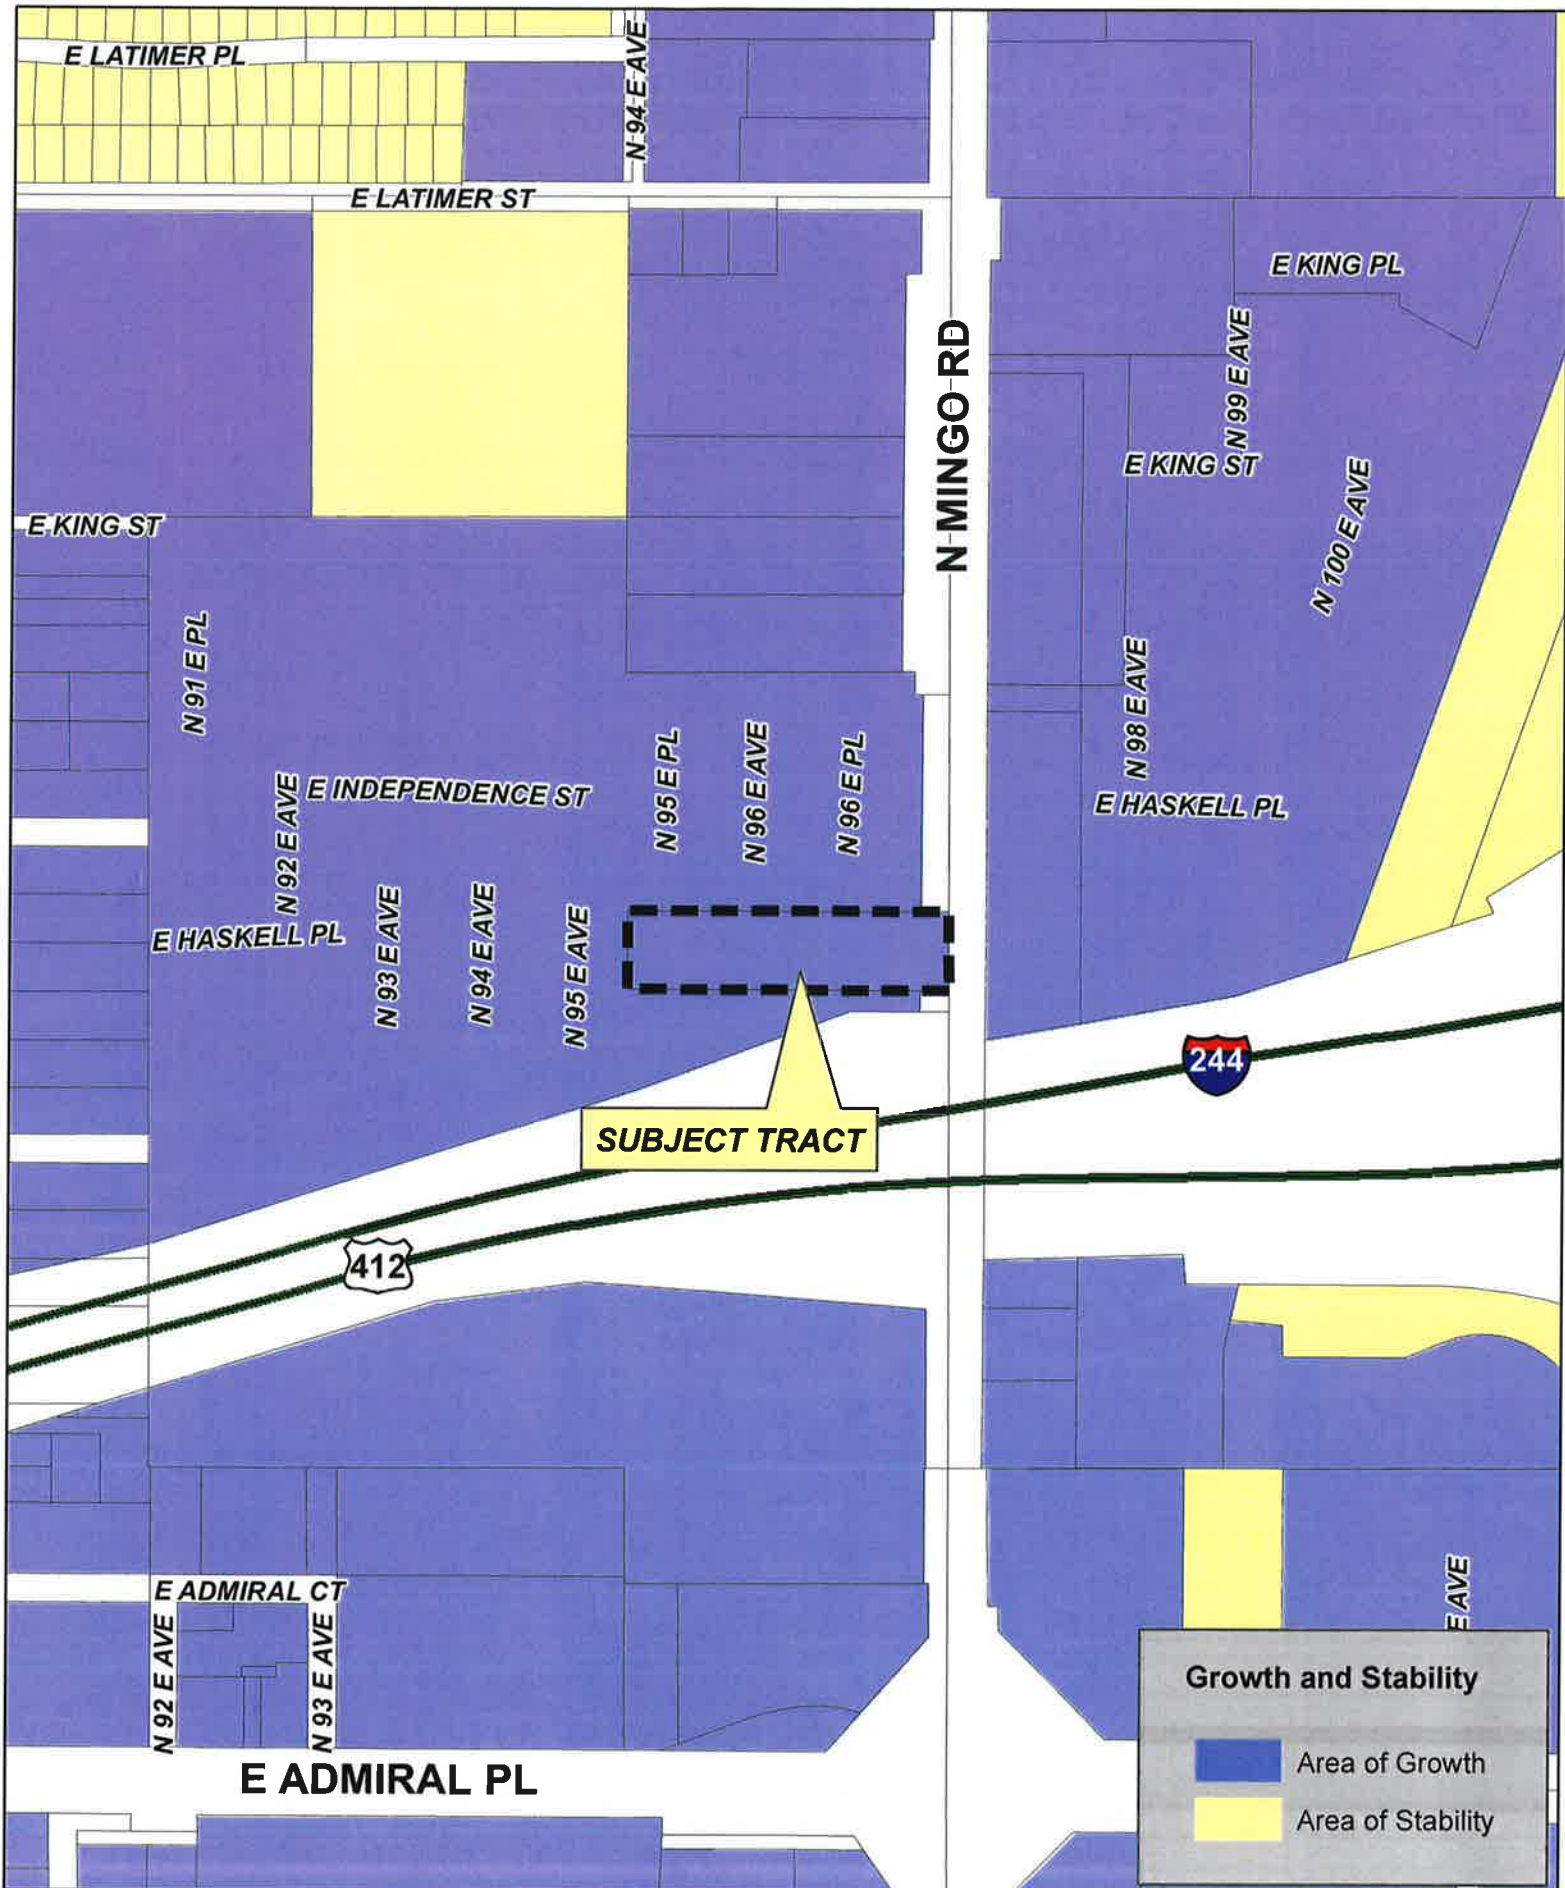 E LATIMER PL
N 94 E AVE
E LATIMER ST
E KING PL
N MINGO RD
N 99 E AVE
E KING ST
N 100 E AVE
E KING ST
N 91 E PL
N 98 E AVE
E HASKELL PL
N 95 E PL
N 96 E AVE
N 96 E PL
E INDEPENDENCE ST
N 92 E AVE
E HASKELL PL
N 93 E AVE
N 94 E AVE
N 95 E AVE
244
SUBJECT TRACT
412
E ADMIRAL CT
N 92 E AVE
N 93 E AVE
E AVE
E ADMIRAL PL
Growth and Stability
Area of Growth
Area of Stability